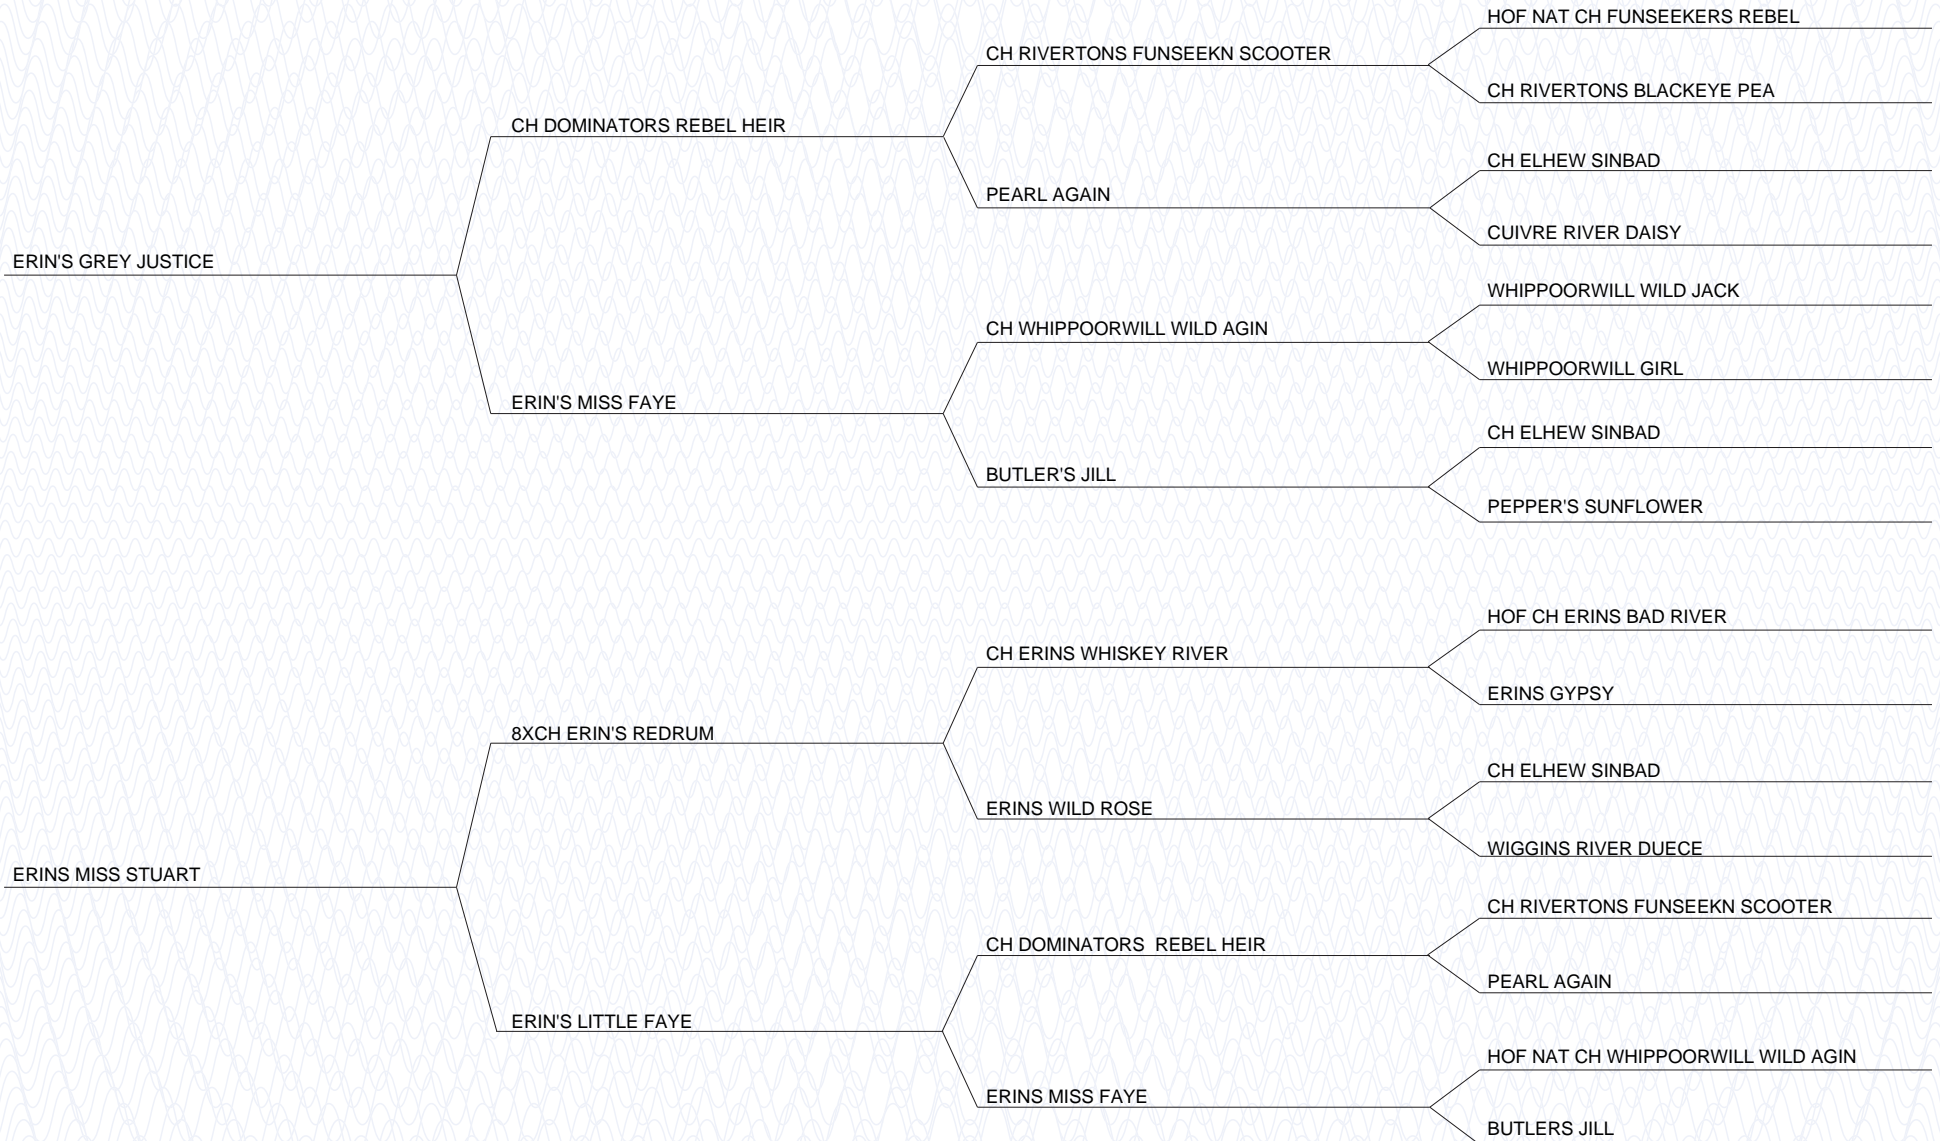 HOF NAT CH FUNSEEKERS REBEL
CH RIVERTONS FUNSEEKN SCOOTER
CH RIVERTONS BLACKEYE PEA
CH DOMINATORS REBEL HEIR
CH ELHEW SINBAD
PEARL AGAIN
CUIVRE RIVER DAISY
ERIN'S GREY JUSTICE
WHIPPOORWILL WILD JACK
CH WHIPPOORWILL WILD AGIN
WHIPPOORWILL GIRL
ERIN'S MISS FAYE
CH ELHEW SINBAD
BUTLER'S JILL
PEPPER'S SUNFLOWER
HOF CH ERINS BAD RIVER
CH ERINS WHISKEY RIVER
ERINS GYPSY
8XCH ERIN'S REDRUM
CH ELHEW SINBAD
ERINS WILD ROSE
WIGGINS RIVER DUECE
ERINS MISS STUART
CH RIVERTONS FUNSEEKN SCOOTER
CH DOMINATORS  REBEL HEIR
PEARL AGAIN
ERIN'S LITTLE FAYE
HOF NAT CH WHIPPOORWILL WILD AGIN
ERINS MISS FAYE
BUTLERS JILL